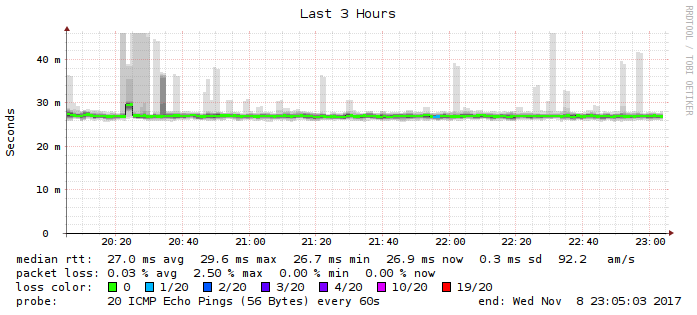 Last 3 Hours
RRDTOOL / TOBI OETIKER
Seconds
40 m
30 m
20 m
10 m
0
20:20 20:40 21:00 21:20 21:40 22:00 22:20 22:40 23:00
median rtt: 27.0 ms avg 29.6 ms max 26.7 ms min 26.9 ms now 0.3 ms sd 92.2 am/s
packet loss: 0.03 % avg 2.50 % max 0.00 % min 0.00 % now
loss color: 0 1/20 2/20 3/20 4/20 10/20 19/20
probe: 20 ICMP Echo Pings (56 Bytes) every 60s end: Wed Nov 8 23:05:03 2017